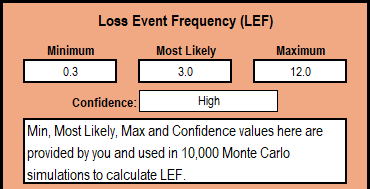 Loss Event Frequency (LEF)
Minimum Most Likely Maximum
0.3 3.0 12.0
Confidence: High
Min, Most Likely, Max and Confidence values here are
provided by you and used in 10,000 Monte Carlo
simulations to calculate LEF.